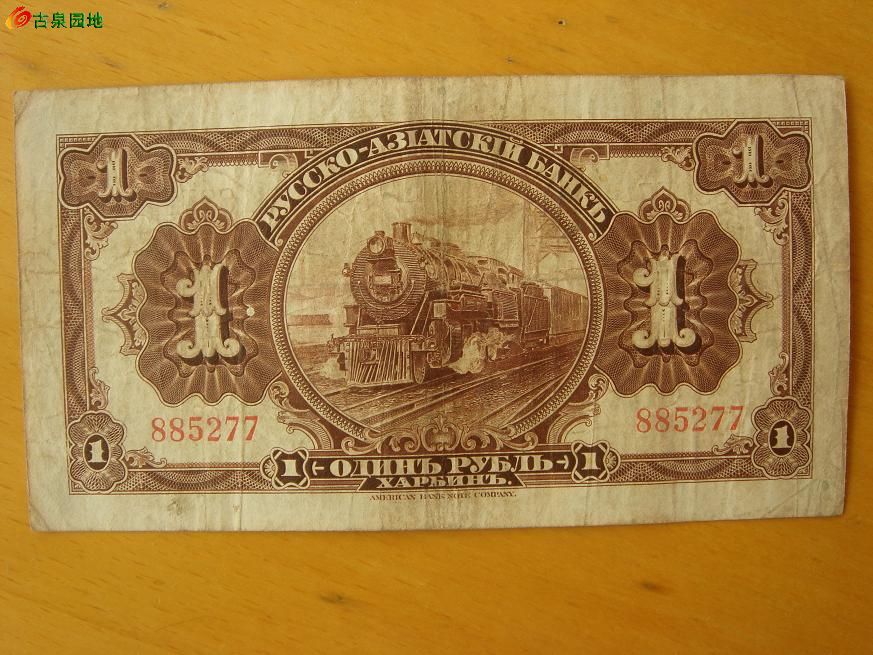 古泉园地
РУССКО-АЗІАТСКІЙ БАНКЪ
1 1
1 1
885277 885277
1 1 ОДИНЪ РУБЛЬ 1 1
ХАРБИНЪ.
AMERICAN BANK NOTE COMPANY.